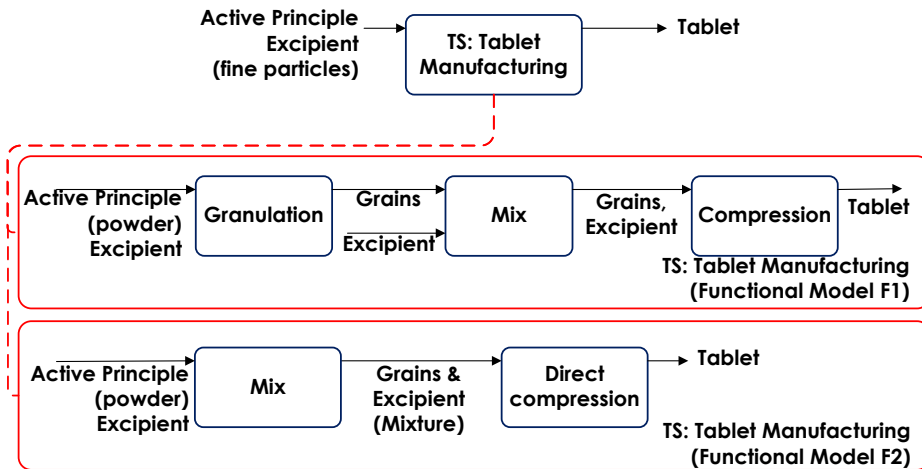 Active Principle
Excipient
(fine particles)
TS: Tablet
Manufacturing
Tablet
Active Principle
(powder)
Excipient
Granulation
Grains
Excipient
Mix
Grains,
Excipient
Compression
Tablet
TS: Tablet Manufacturing
(Functional Model F1)
Active Principle
(powder)
Excipient
Mix
Grains &
Excipient
(Mixture)
Direct
compression
Tablet
TS: Tablet Manufacturing
(Functional Model F2)